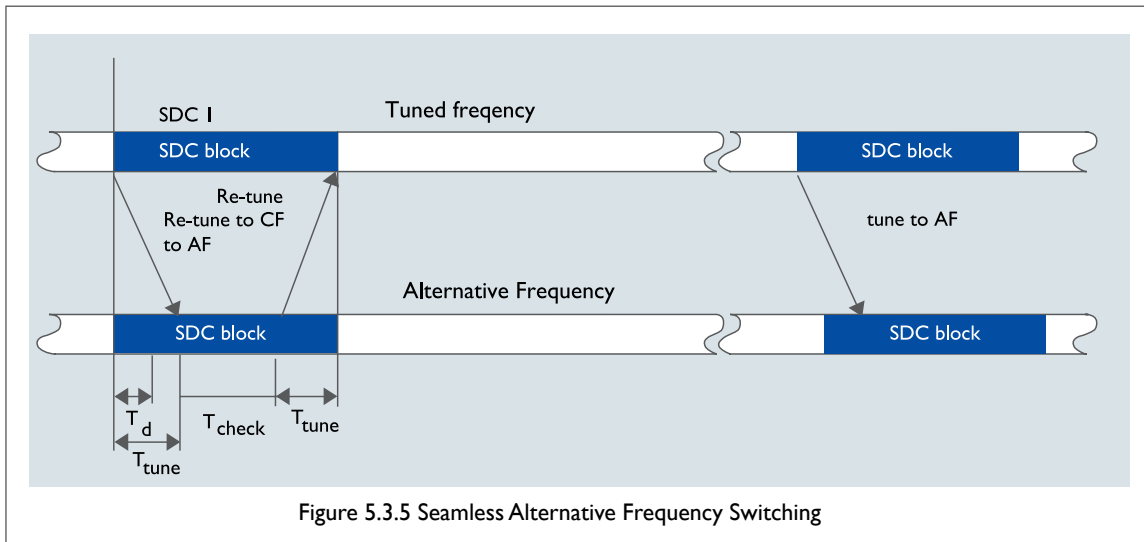 SDC 1
Tuned freqency
SDC block
SDC block
Re-tune
Re-tune to CF
to AF
tune to AF
Alternative Frequency
SDC block
SDC block
T d
T check
T tune
T tune
Figure 5.3.5 Seamless Alternative Frequency Switching